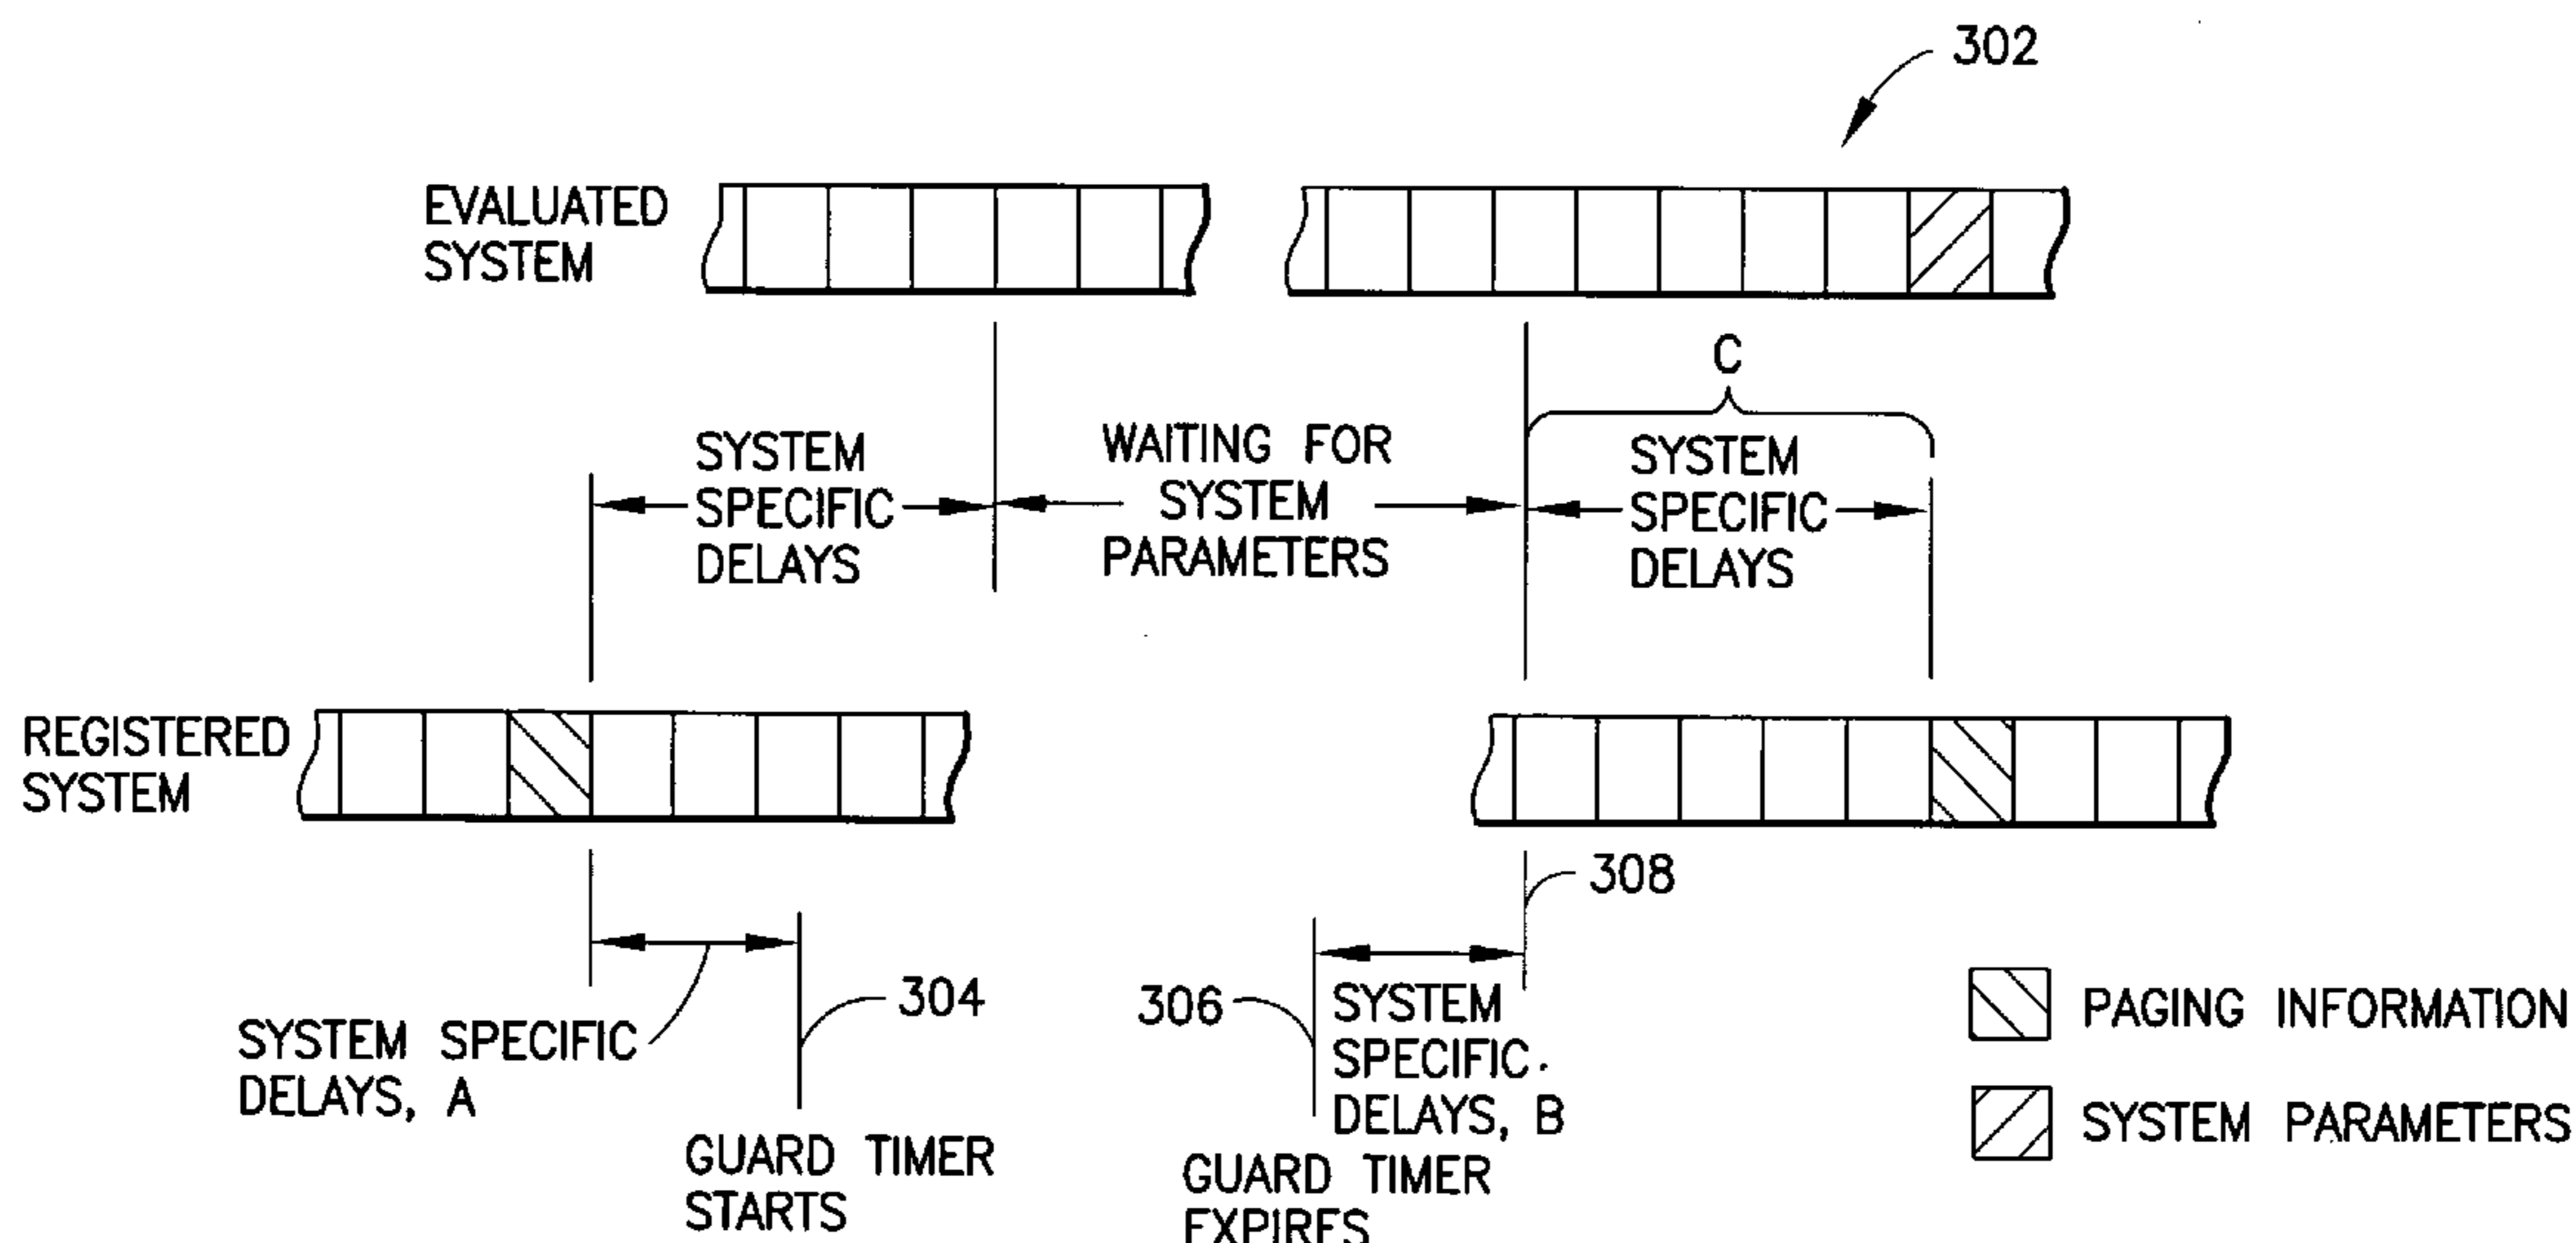 302
EVALUATED
SYSTEM
C
SYSTEM
SPECIFIC
DELAYS
WAITING FOR
SYSTEM
PARAMETERS
SYSTEM
SPECIFIC
DELAYS
REGISTERED
SYSTEM
308
304
306
SYSTEM SPECIFIC
DELAYS, A
SYSTEM
SPECIFIC
DELAYS, B
GUARD TIMER
STARTS
GUARD TIMER
EXPIRES
PAGING INFORMATION
SYSTEM PARAMETERS